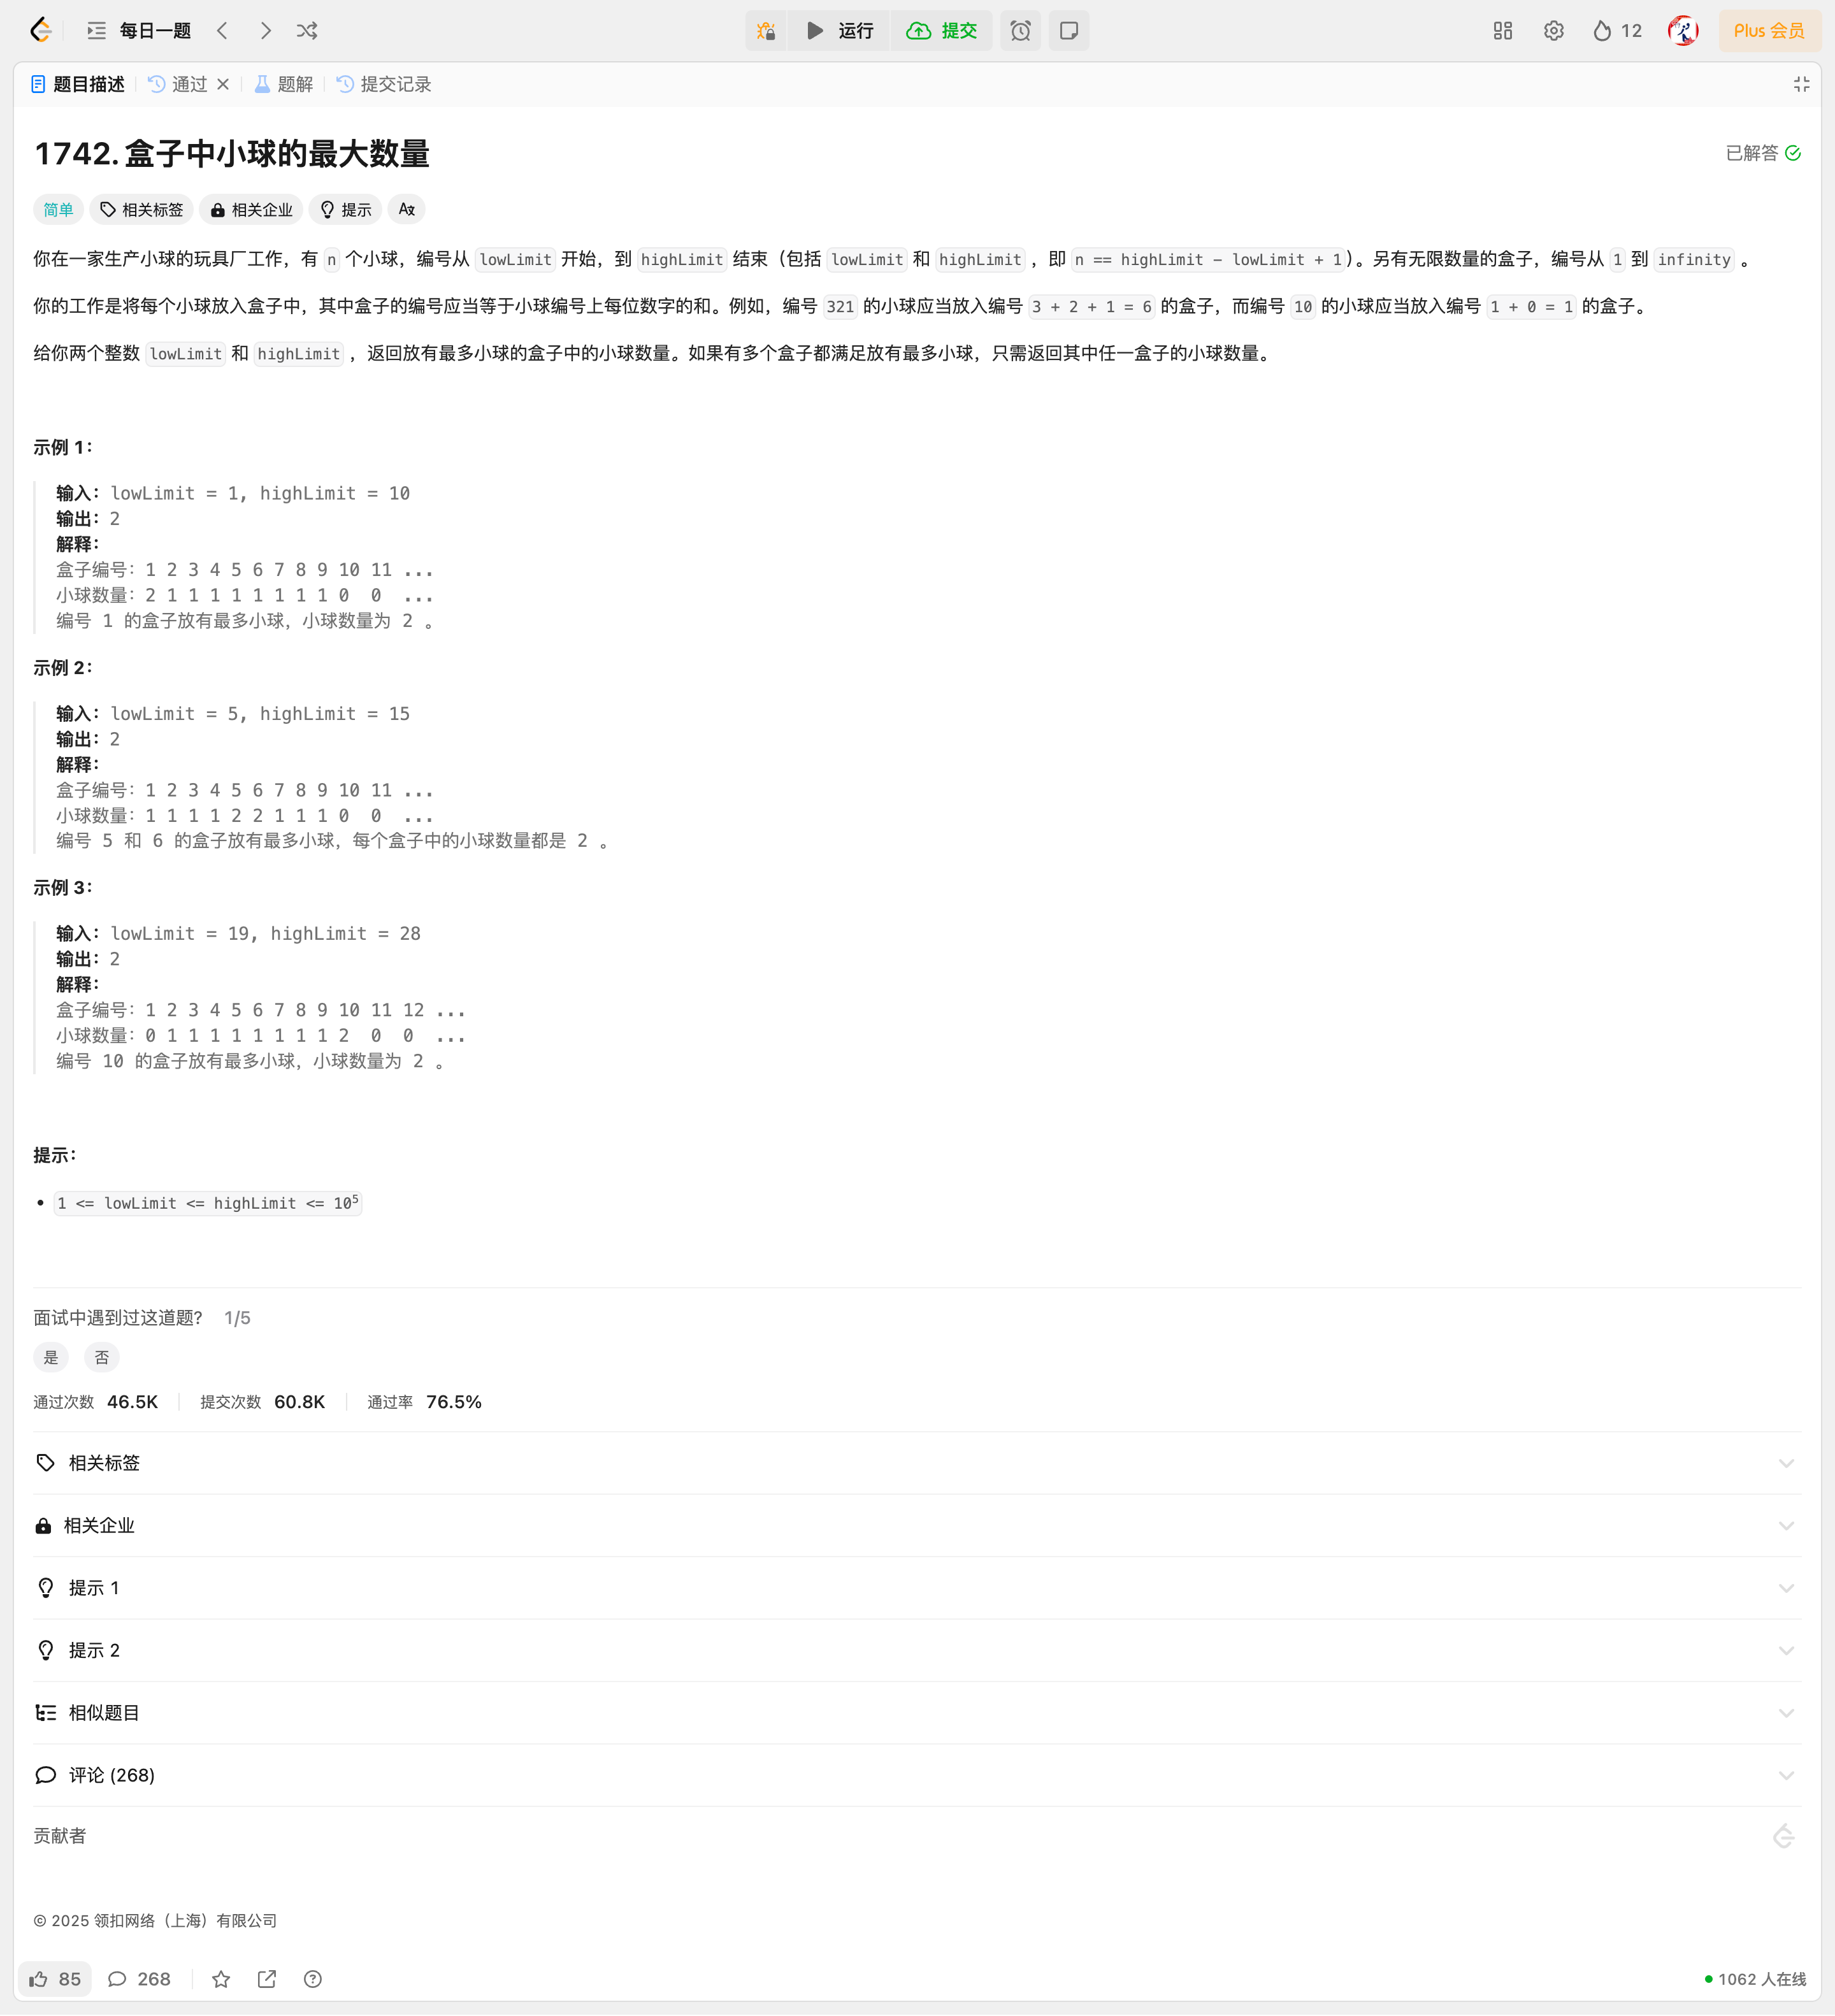 每日一题 运行 提交 12 Plus 会员
题目描述 通过 题解 提交记录
1742. 盒子中小球的最大数量 已解答
简单 相关标签 相关企业 提示
你在一家生产小球的玩具厂工作，有 n 个小球，编号从 lowLimit 开始，到 highLimit 结束（包括 lowLimit 和 highLimit ，即 n == highLimit - lowLimit + 1）。另有无限数量的盒子，编号从 1 到 infinity 。
你的工作是将每个小球放入盒子中，其中盒子的编号应当等于小球编号上每位数字的和。例如，编号 321 的小球应当放入编号 3 + 2 + 1 = 6 的盒子，而编号 10 的小球应当放入编号 1 + 0 = 1 的盒子。
给你两个整数 lowLimit 和 highLimit ，返回放有最多小球的盒子中的小球数量。如果有多个盒子都满足放有最多小球，只需返回其中任一盒子的小球数量。
示例 1：
输入：lowLimit = 1, highLimit = 10
输出：2
解释：
盒子编号：1 2 3 4 5 6 7 8 9 10 11 ...
小球数量：2 1 1 1 1 1 1 1 1 0  0  ...
编号 1 的盒子放有最多小球，小球数量为 2 。
示例 2：
输入：lowLimit = 5, highLimit = 15
输出：2
解释：
盒子编号：1 2 3 4 5 6 7 8 9 10 11 ...
小球数量：1 1 1 1 2 2 1 1 1 0  0  ...
编号 5 和 6 的盒子放有最多小球，每个盒子中的小球数量都是 2 。
示例 3：
输入：lowLimit = 19, highLimit = 28
输出：2
解释：
盒子编号：1 2 3 4 5 6 7 8 9 10 11 12 ...
小球数量：0 1 1 1 1 1 1 1 1 2  0  0  ...
编号 10 的盒子放有最多小球，小球数量为 2 。
提示：
• 1 <= lowLimit <= highLimit <= 10⁵
面试中遇到过这道题? 1/5
是 否
通过次数 46.5K 提交次数 60.8K 通过率 76.5%
相关标签
相关企业
提示 1
提示 2
相似题目
评论 (268)
贡献者
© 2025 领扣网络（上海）有限公司
85 268 1062 人在线